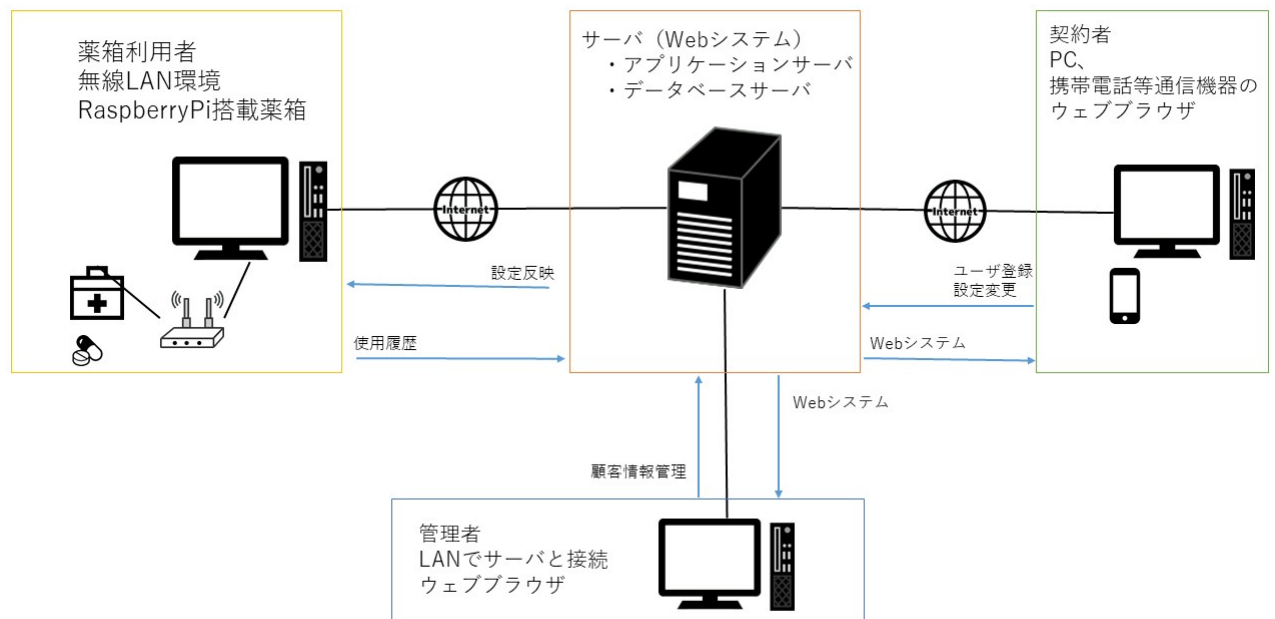 薬箱利用者
無線LAN環境
RaspberryPi搭載薬箱
サーバ（Webシステム）
・アプリケーションサーバ
・データベースサーバ
契約者
PC、
携帯電話等通信機器の
ウェブブラウザ
Internet
Internet
設定反映
ユーザ登録
設定変更
使用履歴
Webシステム
Webシステム
顧客情報管理
管理者
LANでサーバと接続
ウェブブラウザ